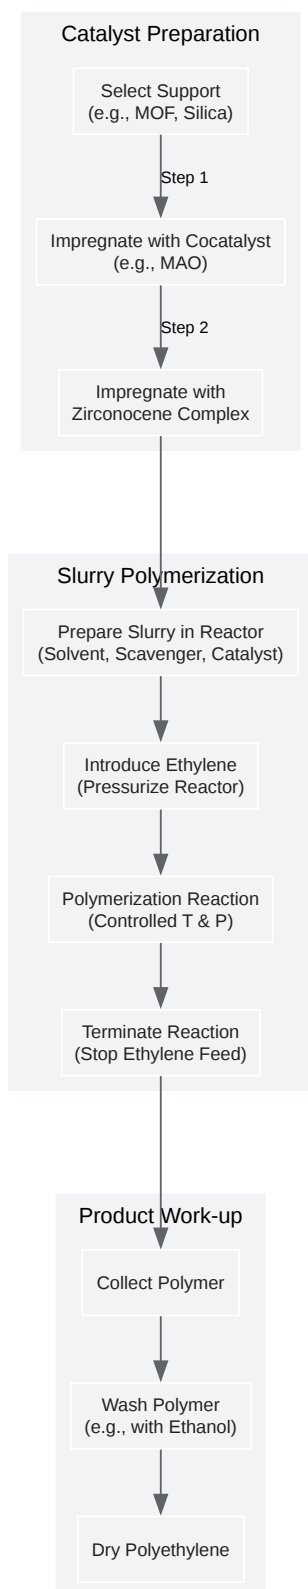 Catalyst Preparation
Select Support
(e.g., MOF, Silica)
Step 1
Impregnate with Cocatalyst
(e.g., MAO)
Step 2
Impregnate with
Zirconocene Complex
Slurry Polymerization
Prepare Slurry in Reactor
(Solvent, Scavenger, Catalyst)
Introduce Ethylene
(Pressurize Reactor)
Polymerization Reaction
(Controlled T & P)
Terminate Reaction
(Stop Ethylene Feed)
Product Work-up
Collect Polymer
Wash Polymer
(e.g., with Ethanol)
Dry Polyethylene